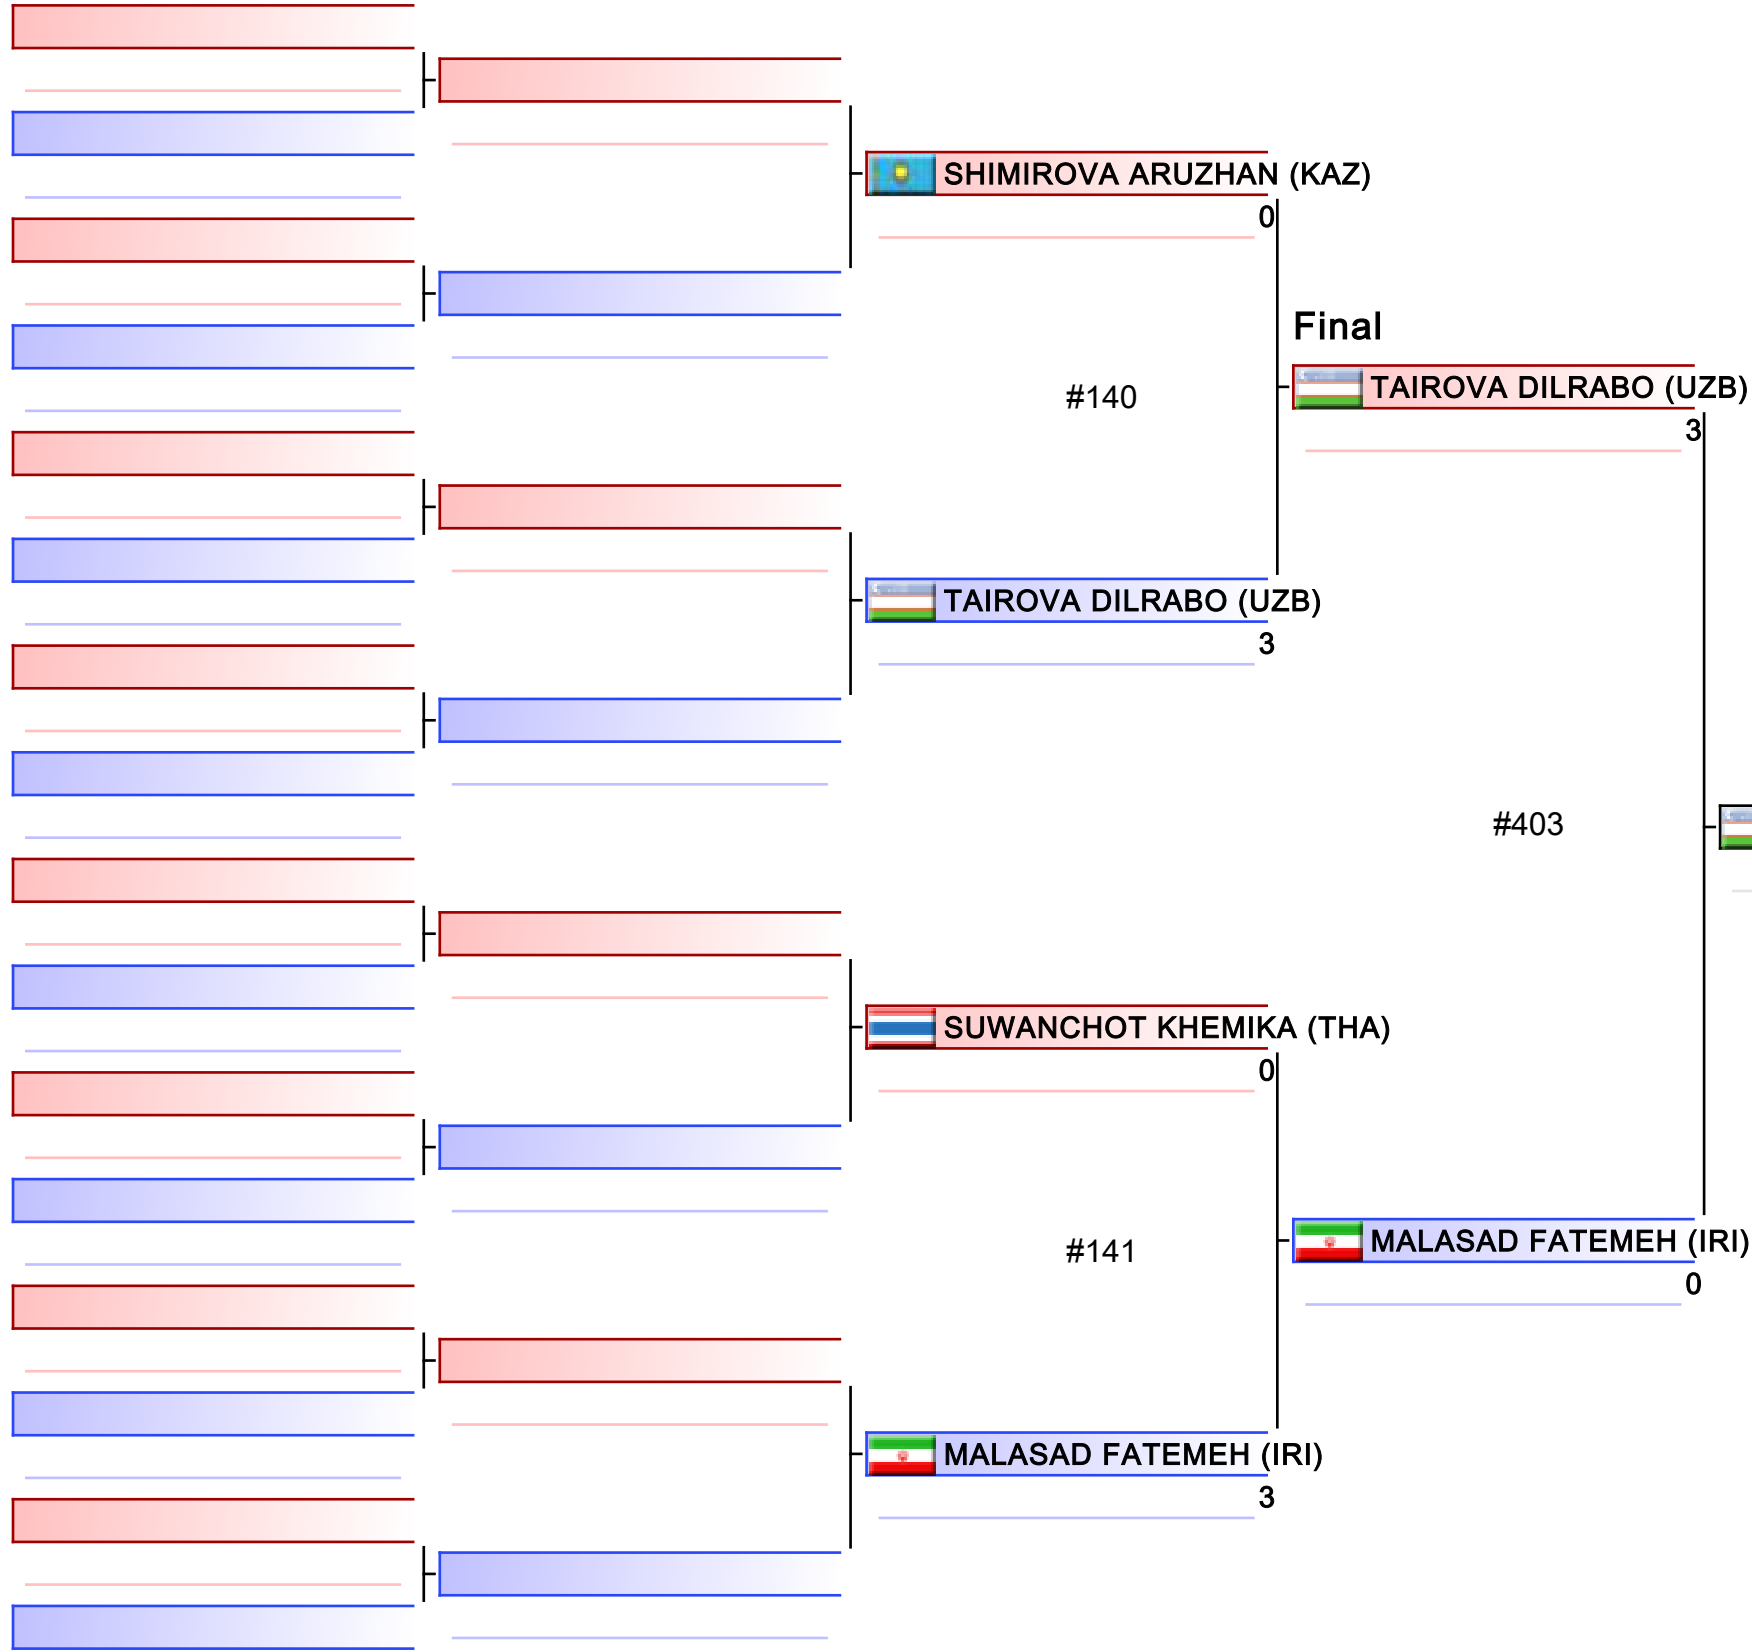 SHIMIROVA ARUZHAN (KAZ)
0
Final
#140
TAIROVA DILRABO (UZB)
3
TAIROVA DILRABO (UZB)
3
#403
SUWANCHOT KHEMIKA (THA)
0
#141
MALASAD FATEMEH (IRI)
0
MALASAD FATEMEH (IRI)
3